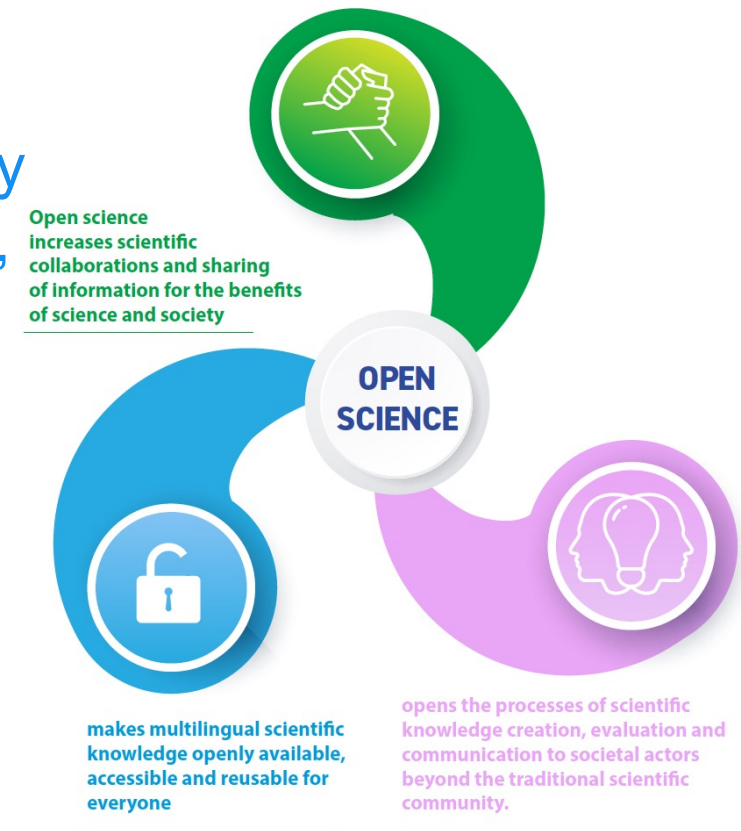 y
,
Open science
increases scientific
collaborations and sharing
of information for the benefits
of science and society
OPEN
SCIENCE
makes multilingual scientific
knowledge openly available,
accessible and reusable for
everyone
opens the processes of scientific
knowledge creation, evaluation and
communication to societal actors
beyond the traditional scientific
community.